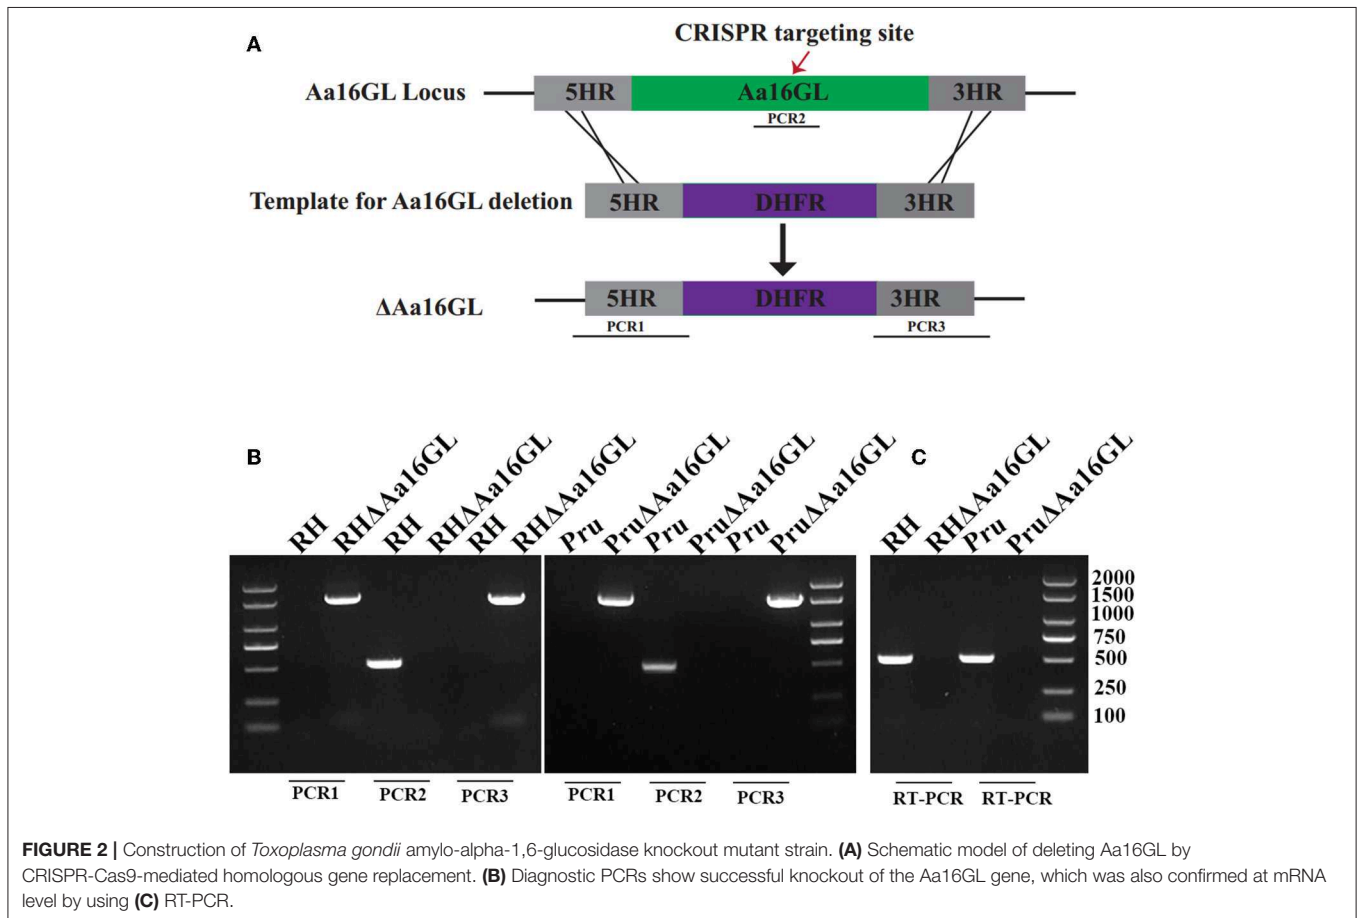 A
CRISPR targeting site
Aa16GL Locus
5HR
Aa16GL
3HR
PCR2
Template for Aa16GL deletion
5HR
DHFR
3HR
ΔAa16GL
5HR
DHFR
3HR
PCR1
PCR3
B
RH
RHΔAa16GL
RH
RHΔAa16GL
RH
RHΔAa16GL
Pru
PruΔAa16GL
Pru
PruΔAa16GL
Pru
PruΔAa16GL
PCR1
PCR2
PCR3
PCR1
PCR2
PCR3
C
RH
RHΔAa16GL
Pru
PruΔAa16GL
2000
1500
1000
750
500
250
100
RT-PCR
RT-PCR
FIGURE 2 | Construction of Toxoplasma gondii amylo-alpha-1,6-glucosidase knockout mutant strain. (A) Schematic model of deleting Aa16GL by
CRISPR-Cas9-mediated homologous gene replacement. (B) Diagnostic PCRs show successful knockout of the Aa16GL gene, which was also confirmed at mRNA
level by using (C) RT-PCR.